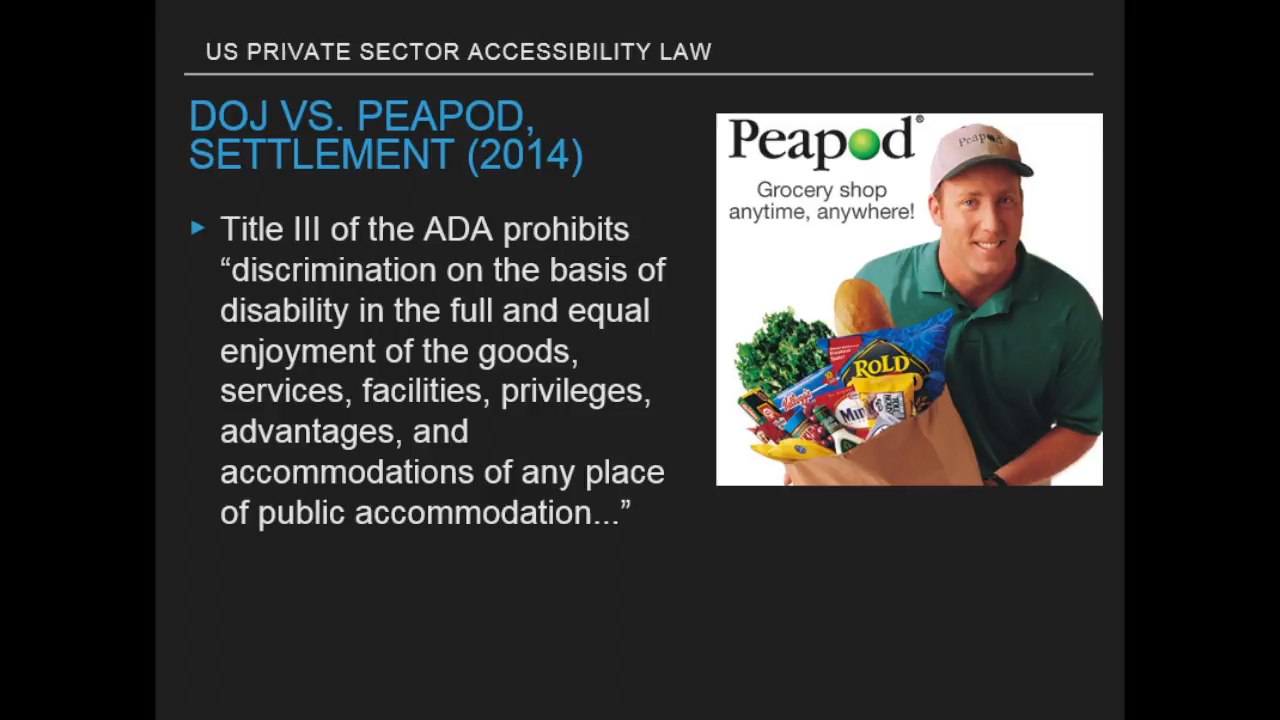 US PRIVATE SECTOR ACCESSIBILITY LAW
DOJ VS. PEAPOD,
SETTLEMENT (2014)
Title III of the ADA prohibits
“discrimination on the basis of
disability in the full and equal
enjoyment of the goods,
services, facilities, privileges,
advantages, and
accommodations of any place
of public accommodation...”
Peapod®
Grocery shop
anytime, anywhere!
Peapod
ROLD
Kellogg's
Minu